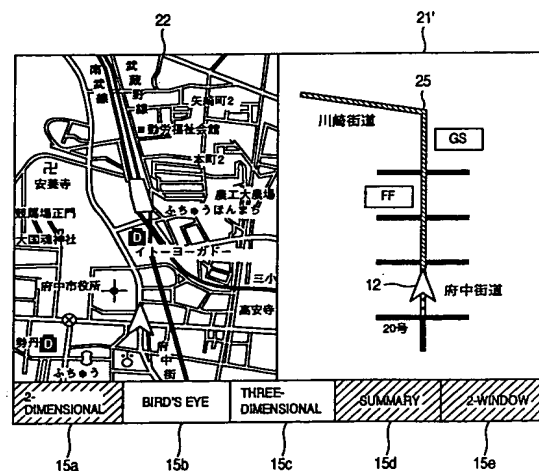 22
21'
南武線
武蔵野線
矢崎町2
勤労福祉会館
本町2
安養寺
農工大農場
ふちゅうほんまち
競馬場正門
大国魂神社
D
イトーヨーカドー
三小
府中市役所
高安寺
伊勢丹
D
ふちゅう
府中街
25
川崎街道
GS
FF
12
府中街道
20号
2-DIMENSIONAL
BIRD'S EYE
THREE-DIMENSIONAL
SUMMARY
2-WINDOW
15a
15b
15c
15d
15e